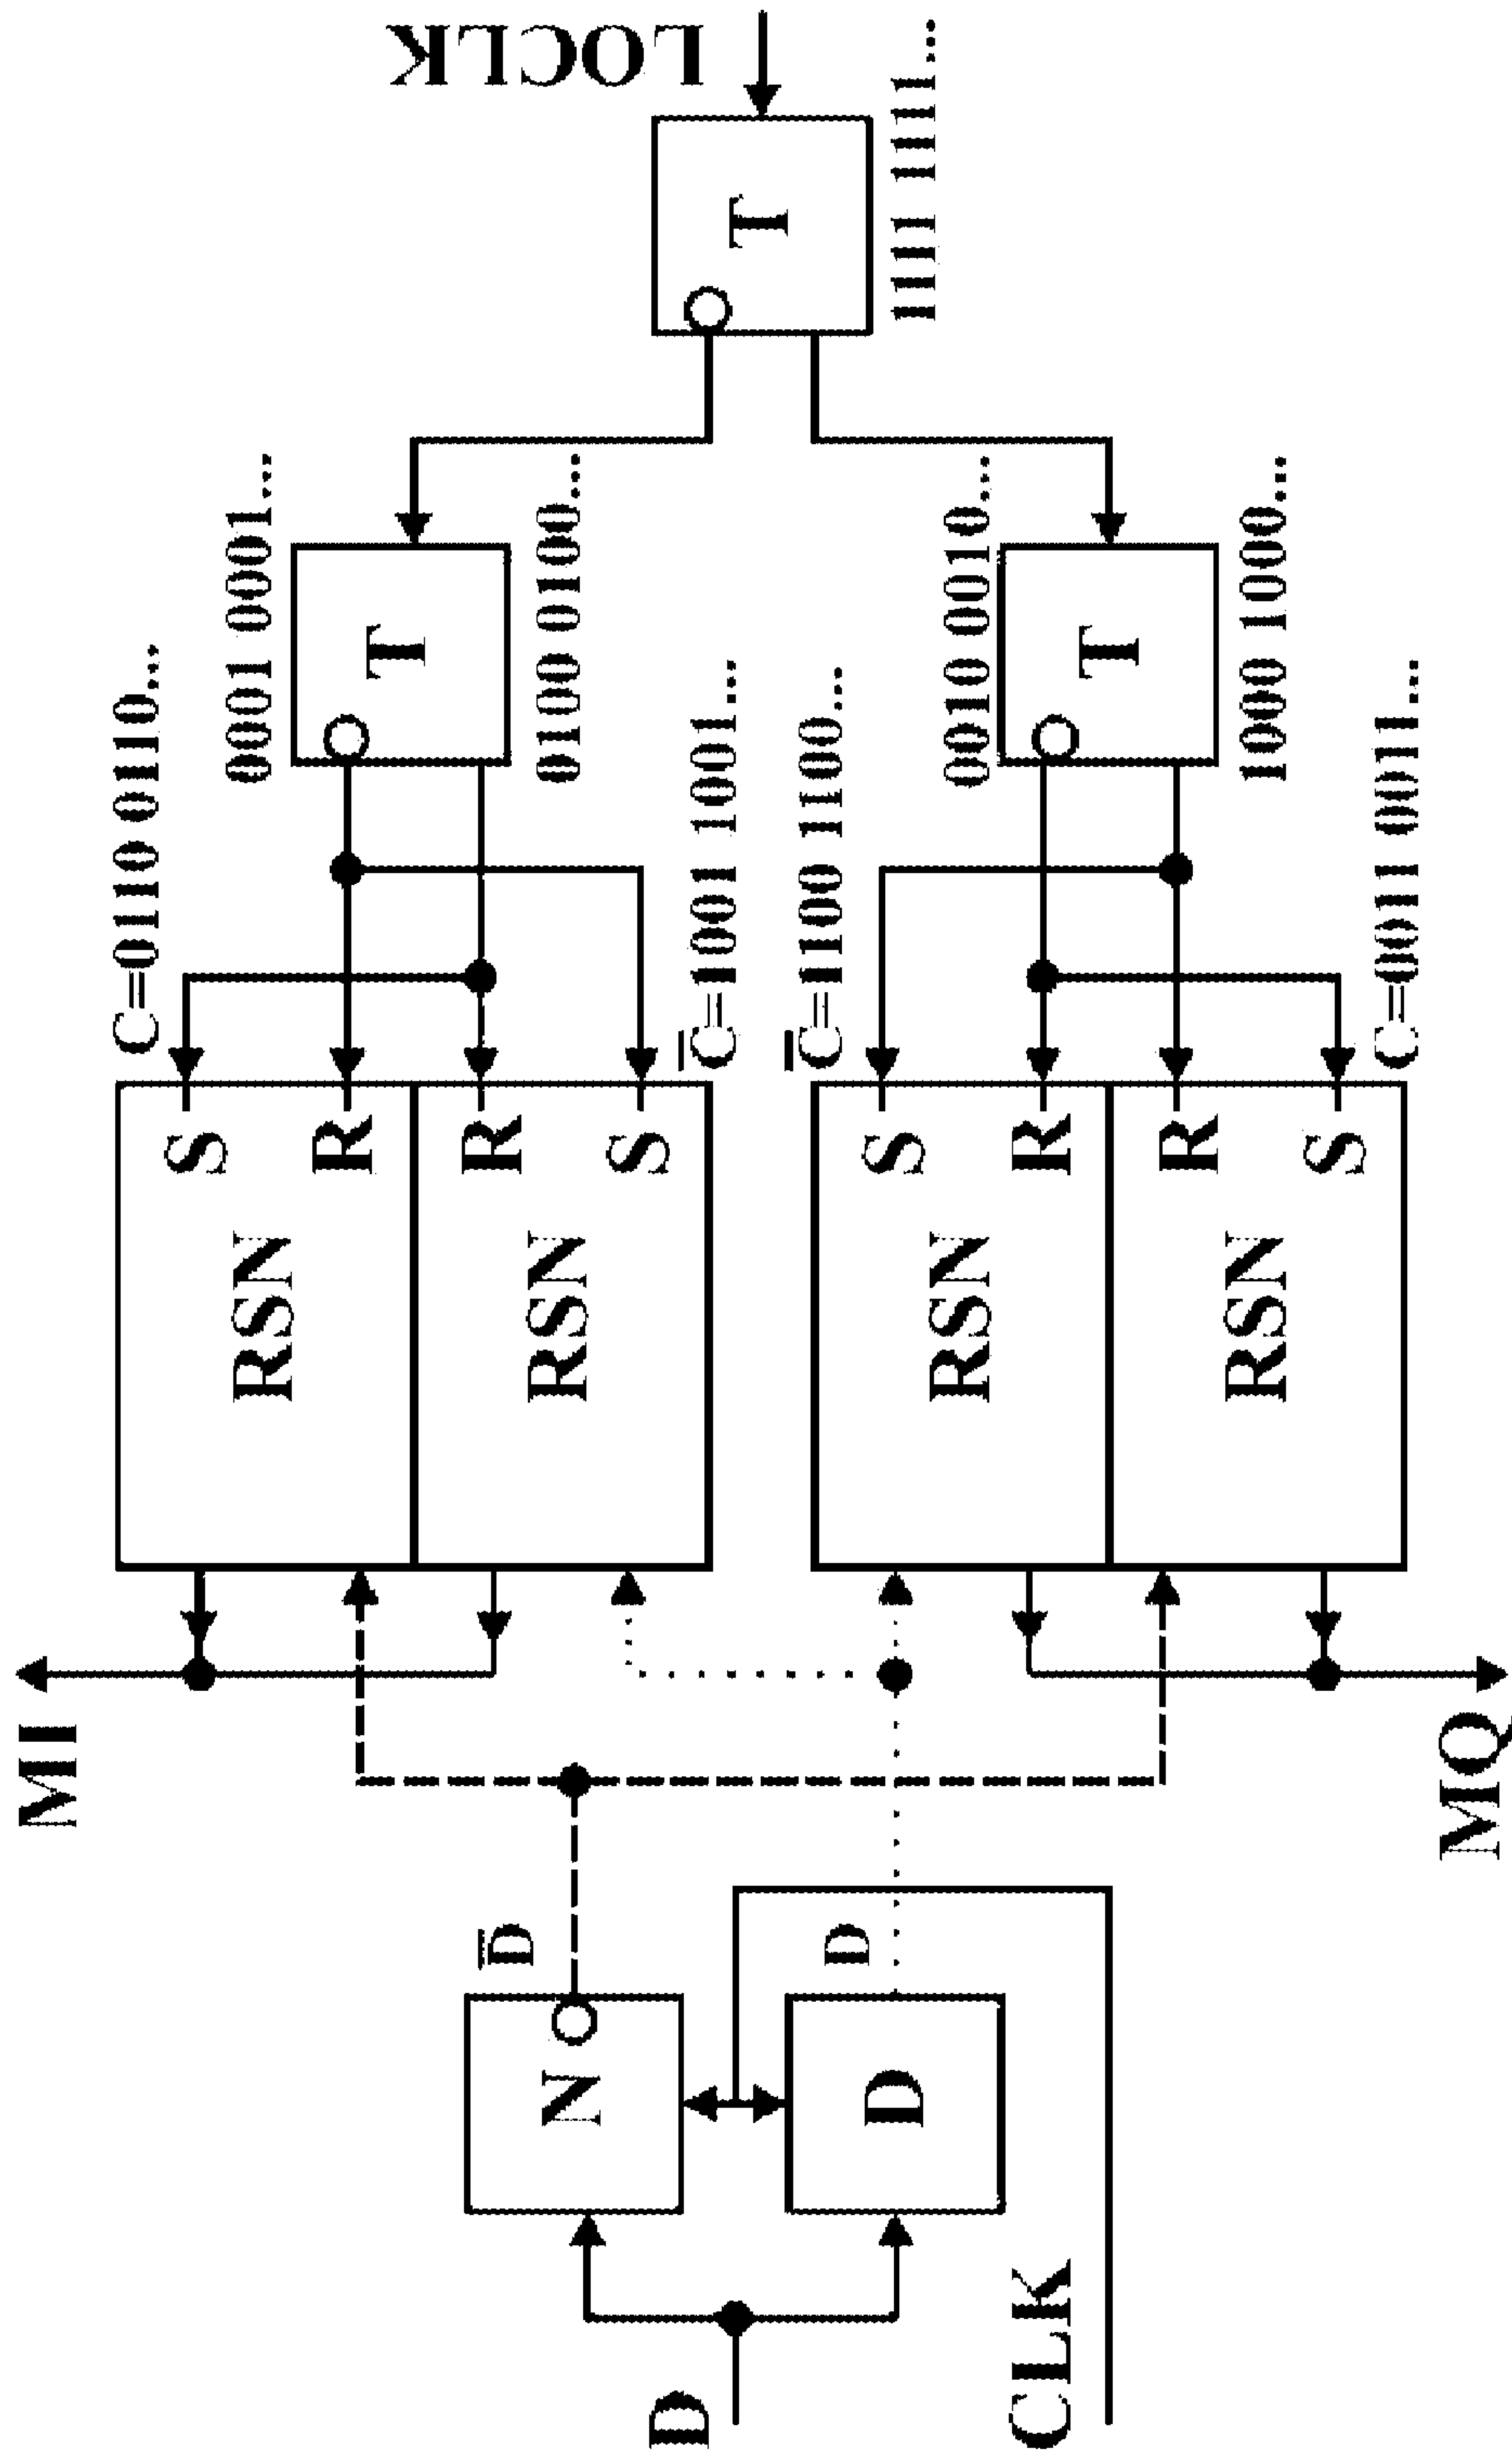 MI
C=0110 0110...
S
0001 0001...
RSN
R
T
D̅
R
RSN
0100 0100...
N
LOCLK
S
D
C̅=1001 1001...
T
C̅=1100 1100...
D
D
S
1111 1111...
RSN
0010 0010...
CLK
R
T
R
RSN
1000 1000...
S
C=0011 0011...
MQ